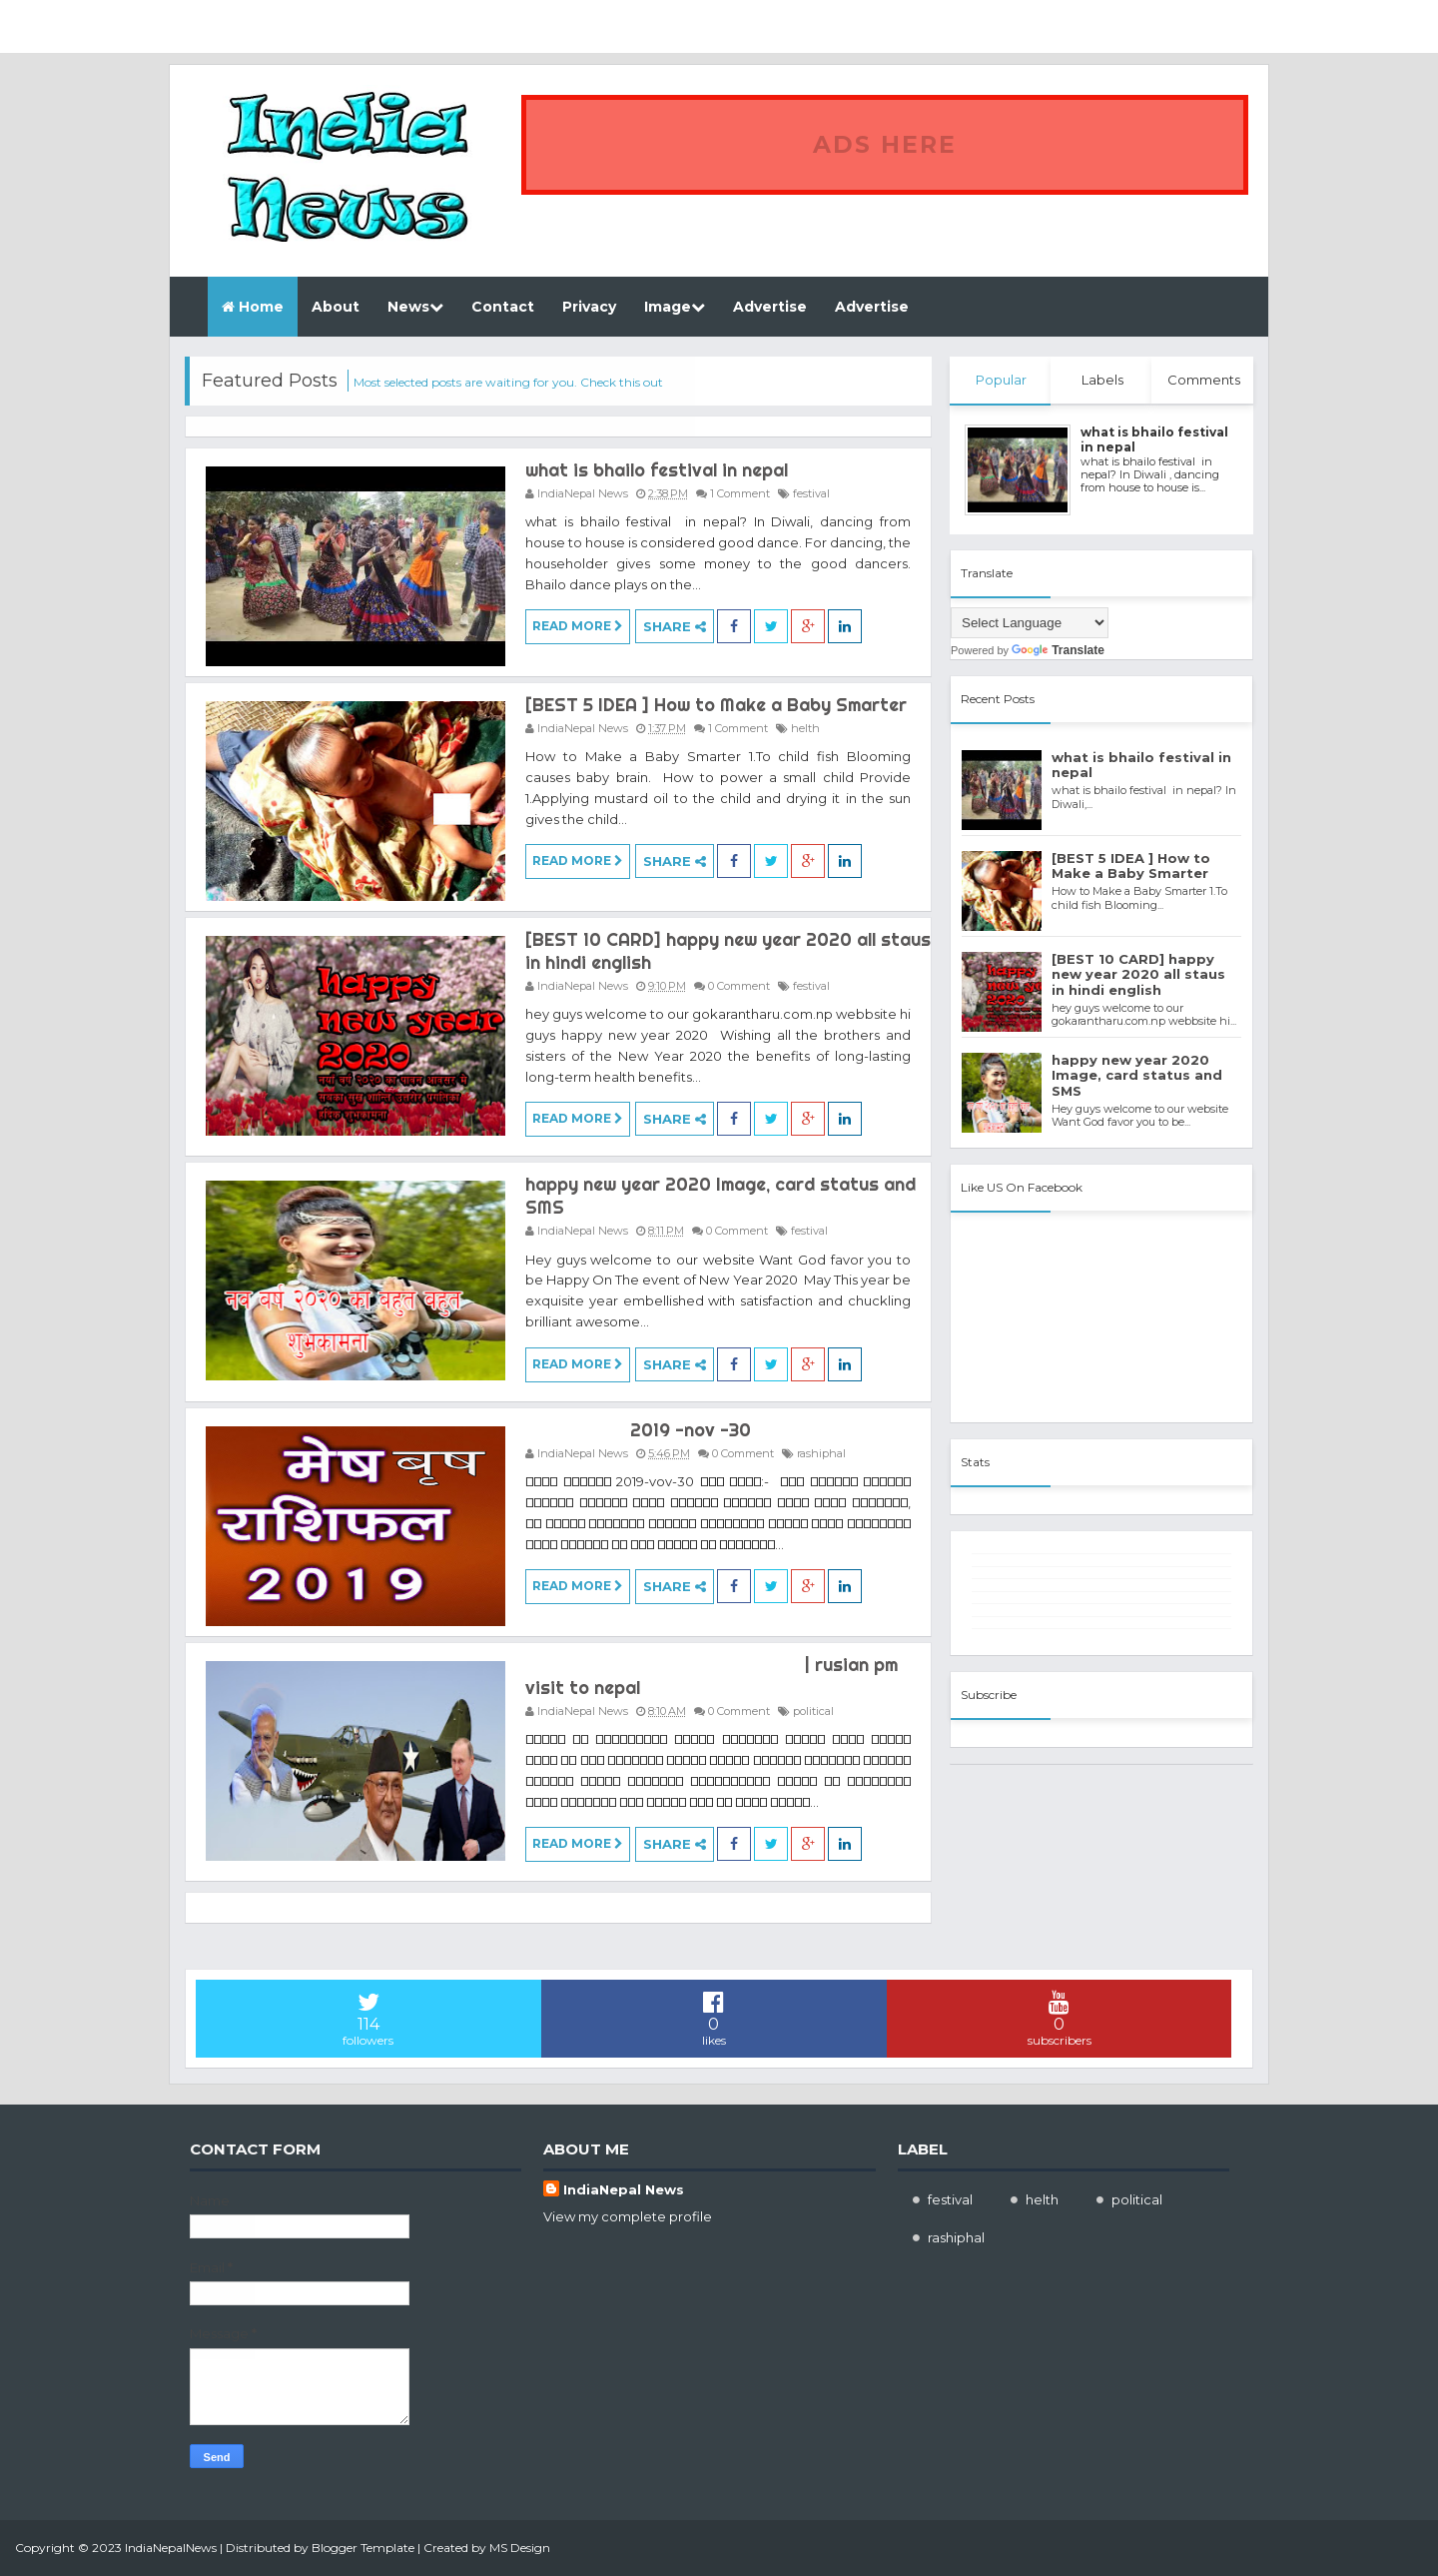 India
News
ADS HERE
Home About News Contact Privacy Image Advertise Advertise
Featured Posts Most selected posts are waiting for you. Check this out
what is bhailo festival in nepal
IndiaNepal News 2:38 PM 1 Comment festival
what is bhailo festival in nepal? In Diwali, dancing from
house to house is considered good dance. For dancing, the
householder gives some money to the good dancers.
Bhailo dance plays on the...
READ MORE SHARE
[BEST 5 IDEA ] How to Make a Baby Smarter
IndiaNepal News 1:37 PM 1 Comment helth
How to Make a Baby Smarter 1.To child fish Blooming
causes baby brain. How to power a small child Provide
1.Applying mustard oil to the child and drying it in the sun
gives the child...
READ MORE SHARE
[BEST 10 CARD] happy new year 2020 all staus
in hindi english
IndiaNepal News 9:10 PM 0 Comment festival
happy
new year
2020
hey guys welcome to our gokarantharu.com.np webbsite hi
guys happy new year 2020 Wishing all the brothers and
sisters of the New Year 2020 the benefits of long-lasting
long-term health benefits...
READ MORE SHARE
happy new year 2020 Image, card status and
SMS
IndiaNepal News 8:11 PM 0 Comment festival
नव वर्ष २०२० का वहुत वहुत
शुभकामना
Hey guys welcome to our website Want God favor you to
be Happy On The event of New Year 2020 May This year be
exquisite year embellished with satisfaction and chuckling
brilliant awesome...
READ MORE SHARE
2019 -nov -30
IndiaNepal News 5:46 PM 0 Comment rashiphal
मेष बृष
राशिफल
2019
2019-vov-30
READ MORE SHARE
| rusian pm
visit to nepal
IndiaNepal News 8:10 AM 0 Comment political
READ MORE SHARE
Popular Labels Comments
what is bhailo festival
in nepal
what is bhailo festival in
nepal? In Diwali , dancing
from house to house is...
Translate
Select Language
Powered by Google Translate
Recent Posts
what is bhailo festival in
nepal
what is bhailo festival in nepal? In
Diwali,...
[BEST 5 IDEA ] How to
Make a Baby Smarter
How to Make a Baby Smarter 1.To
child fish Blooming...
[BEST 10 CARD] happy
new year 2020 all staus
in hindi english
hey guys welcome to our
gokarantharu.com.np webbsite hi...
happy new year 2020
Image, card status and
SMS
Hey guys welcome to our website
Want God favor you to be...
Like US On Facebook
Stats
Subscribe
114
followers
0
likes
You
Tube
0
subscribers
CONTACT FORM
Send
ABOUT ME
IndiaNepal News
View my complete profile
LABEL
festival helth political
rashiphal
Copyright © 2023 IndiaNepalNews | Distributed by Blogger Template | Created by MS Design